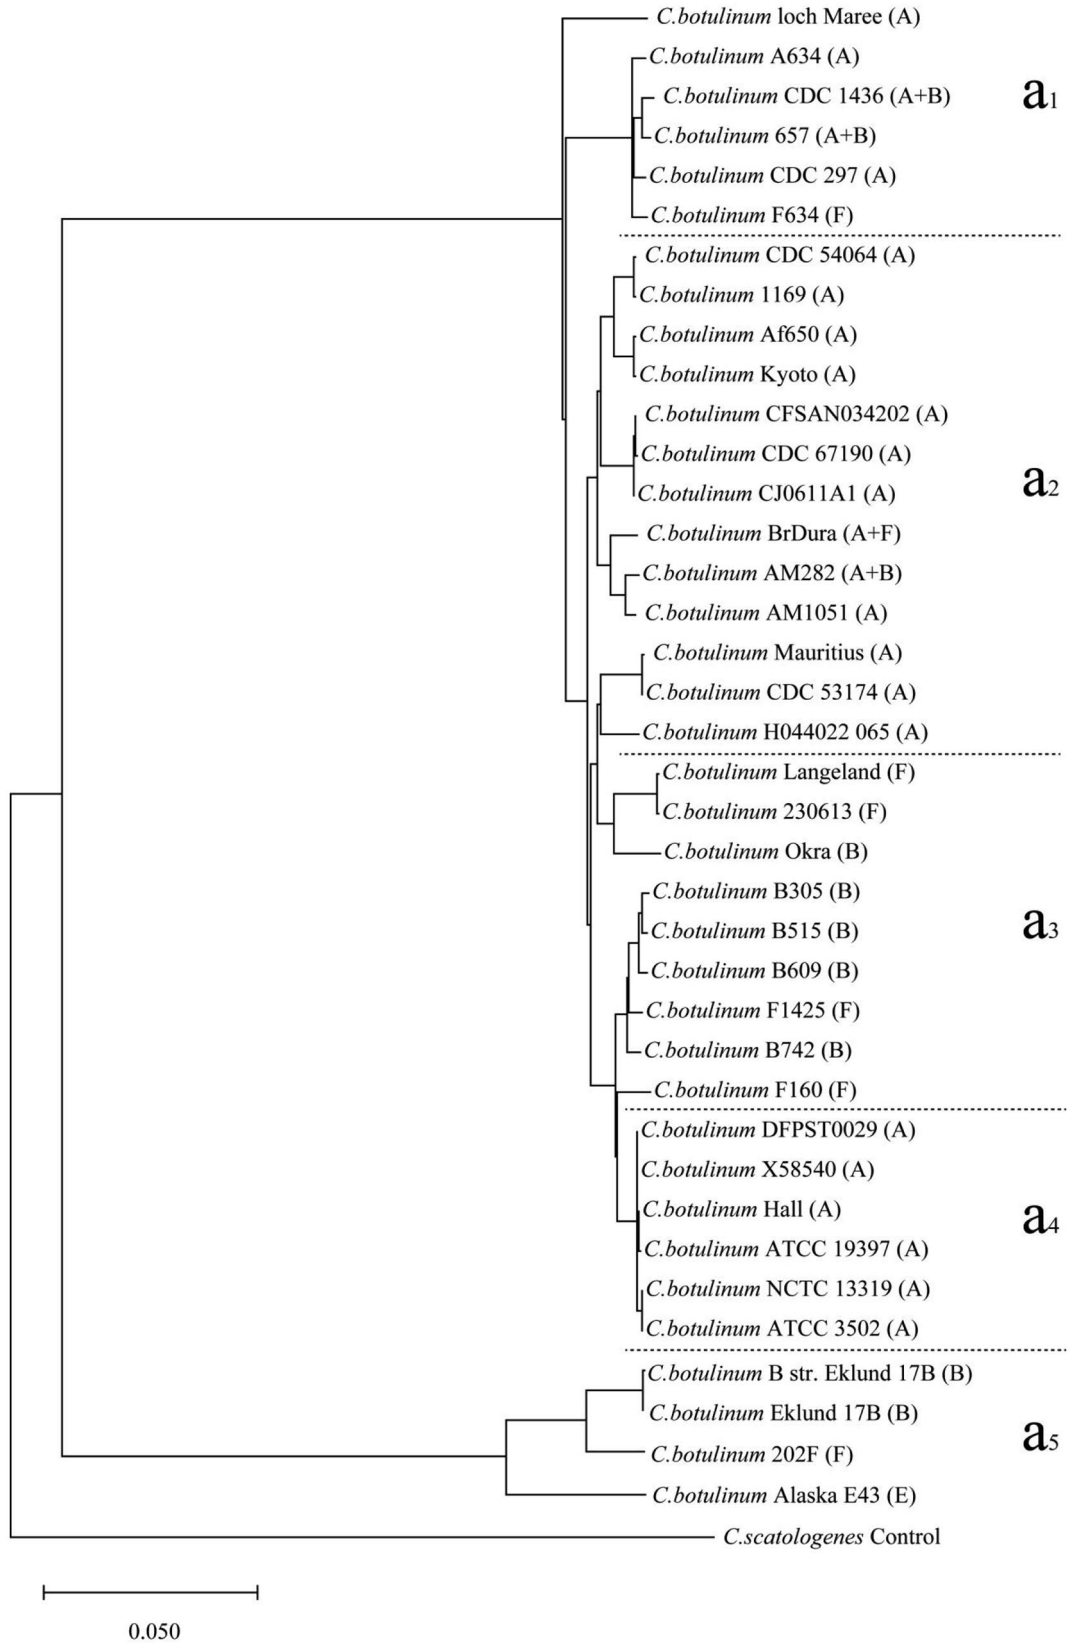 C.botulinum loch Maree (A)
C.botulinum A634 (A)
C.botulinum CDC 1436 (A+B)
a1
C.botulinum 657 (A+B)
C.botulinum CDC 297 (A)
C.botulinum F634 (F)
C.botulinum CDC 54064 (A)
C.botulinum 1169 (A)
C.botulinum Af650 (A)
C.botulinum Kyoto (A)
C.botulinum CFSAN034202 (A)
C.botulinum CDC 67190 (A)
a2
C.botulinum CJ0611A1 (A)
C.botulinum BrDura (A+F)
C.botulinum AM282 (A+B)
C.botulinum AM1051 (A)
C.botulinum Mauritius (A)
C.botulinum CDC 53174 (A)
C.botulinum H044022 065 (A)
C.botulinum Langeland (F)
C.botulinum 230613 (F)
C.botulinum Okra (B)
C.botulinum B305 (B)
a3
C.botulinum B515 (B)
C.botulinum B609 (B)
C.botulinum F1425 (F)
C.botulinum B742 (B)
C.botulinum F160 (F)
C.botulinum DFPST0029 (A)
C.botulinum X58540 (A)
C.botulinum Hall (A)
a4
C.botulinum ATCC 19397 (A)
C.botulinum NCTC 13319 (A)
C.botulinum ATCC 3502 (A)
C.botulinum B str. Eklund 17B (B)
C.botulinum Eklund 17B (B)
a5
C.botulinum 202F (F)
C.botulinum Alaska E43 (E)
C.scatologenes Control
0.050